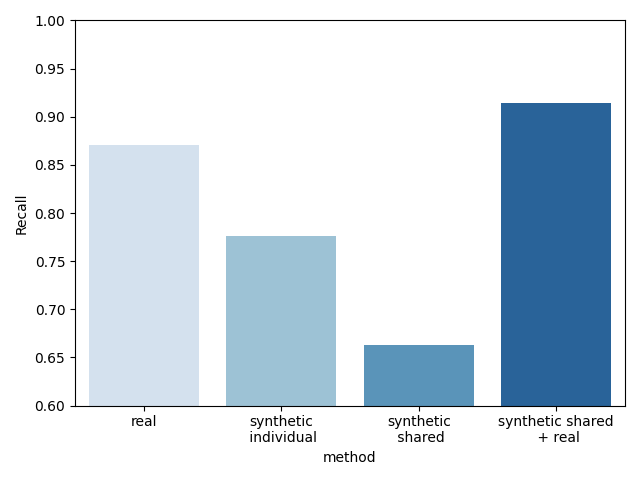 1.00
0.95
0.90
0.85
0.80
0.75
0.70
0.65
0.60
Recall
real
synthetic
individual
synthetic
shared
synthetic shared
+ real
method